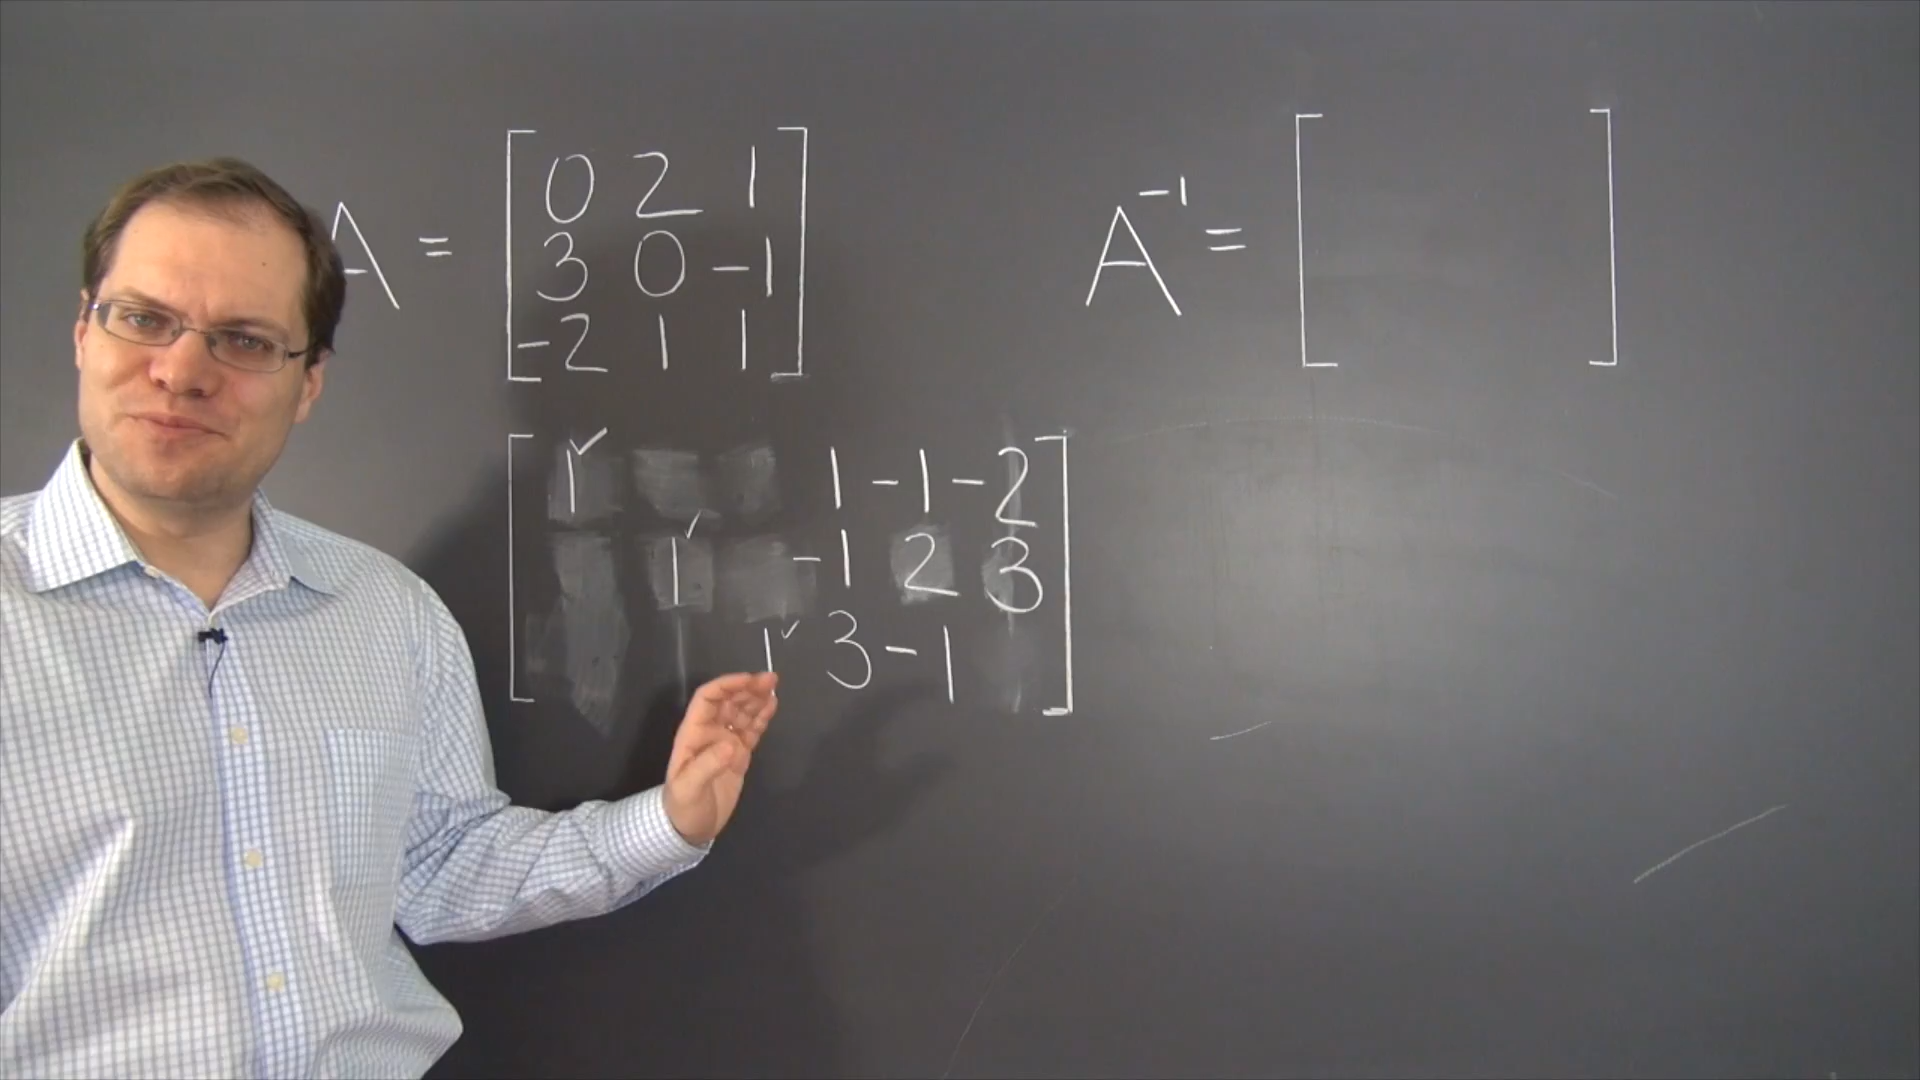 A = [ 0 2 1
3 0 -1
-2 1 1 ]
A⁻¹ = [ ]
[ 1✓ 1 -1 -2
1✓ -1 2 3
1✓ 3 -1 ]